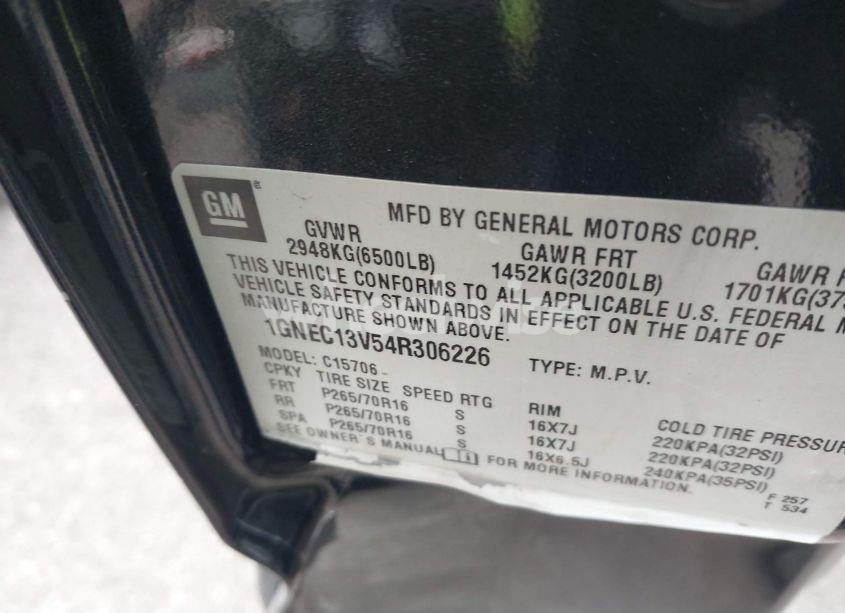 GM
MFD BY GENERAL MOTORS CORP.
GVWR GAWR FRT GAWR
2948KG(6500LB) 1452KG(3200LB) 1701KG(37
THIS VEHICLE CONFORMS TO ALL APPLICABLE U.S. FEDERAL
VEHICLE SAFETY STANDARDS IN EFFECT ON THE DATE OF
MANUFACTURE SHOWN ABOVE.
1GNEC13V54R306226 TYPE: M.P.V.
MODEL: C15706
CPKY TIRE SIZE SPEED RTG RIM COLD TIRE PRESSUR
FRT P265/70R16 S 16X7J 220KPA(32PSI)
RR P265/70R16 S 16X7J 220KPA(32PSI)
SPA P265/70R16 S 16X6.5J 240KPA(35PSI)
SEE OWNER'S MANUAL FOR MORE INFORMATION.
F 257
T 534